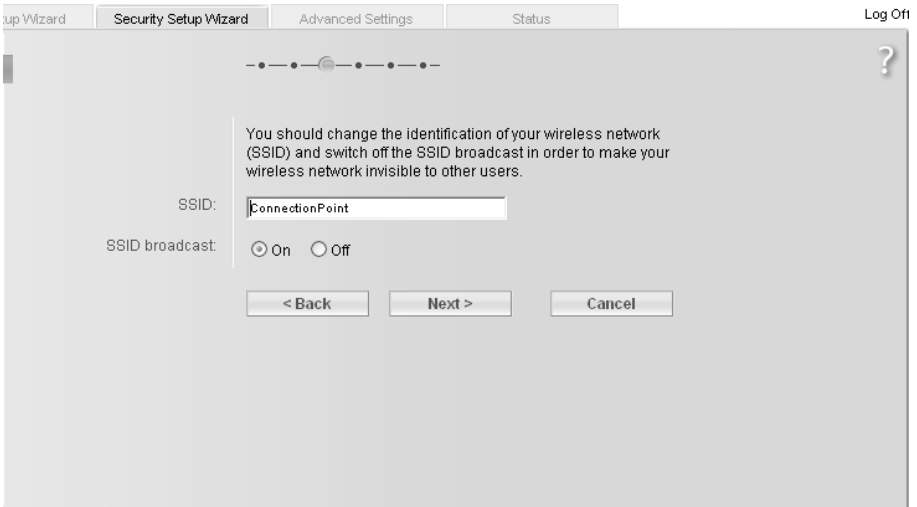 tup Wizard
Security Setup Wizard
Advanced Settings
Status
Log Off
?
You should change the identification of your wireless network
(SSID) and switch off the SSID broadcast in order to make your
wireless network invisible to other users.
SSID: ConnectionPoint
SSID broadcast: On Off
< Back Next > Cancel